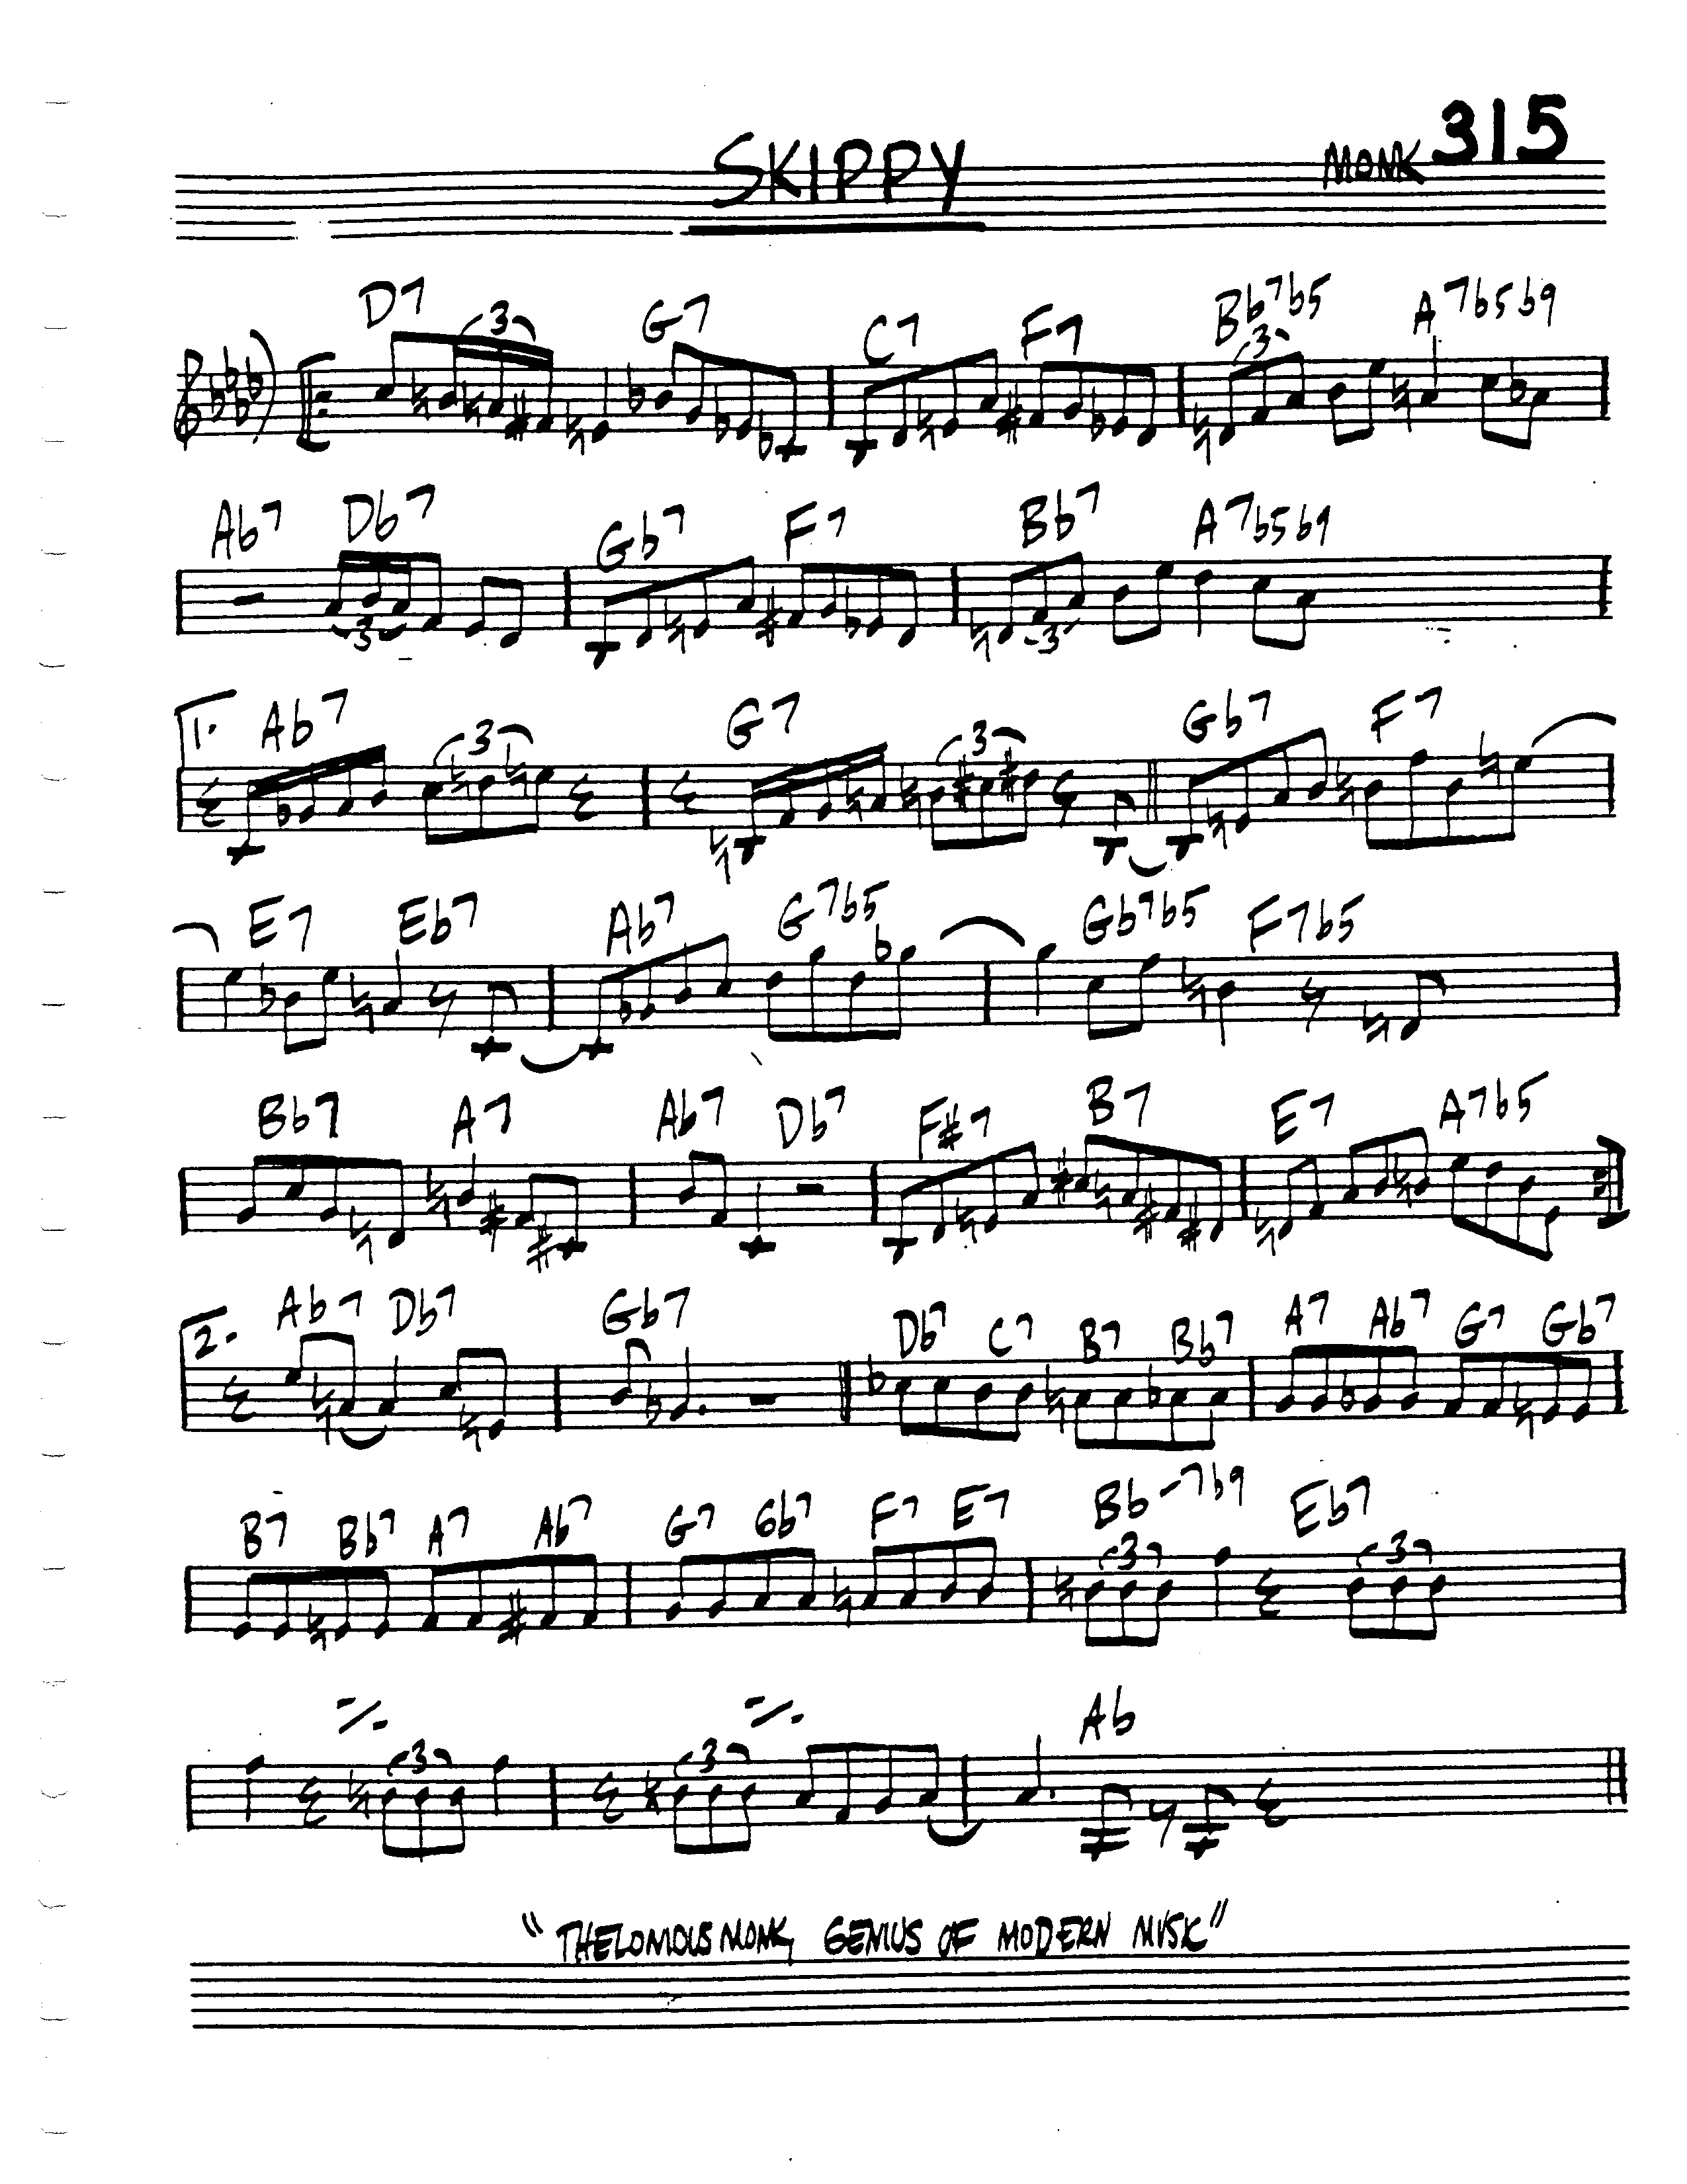 SKIPPY MONK 315
D7 3 G7 C7 F7 Bb7b5 3 A7b5b9
Ab7 Db7 3 Gb7 F7 Bb7 3 A7b5b9
1. Ab7 3 G7 3 Gb7 F7
E7 Eb7 Ab7 G7b5 Gb7b5 F7b5
Bb7 A7 Ab7 Db7 F#7 B7 E7 A7b5
2. Ab7 Db7 Gb7 Db7 C7 B7 Bb7 A7 Ab7 G7 Gb7
B7 Bb7 A7 Ab7 G7 Gb7 F7 E7 Bb-7b9 3 Eb7 3
3 3 Ab
"THELONIOUS MONK, GENIUS OF MODERN MUSIC"